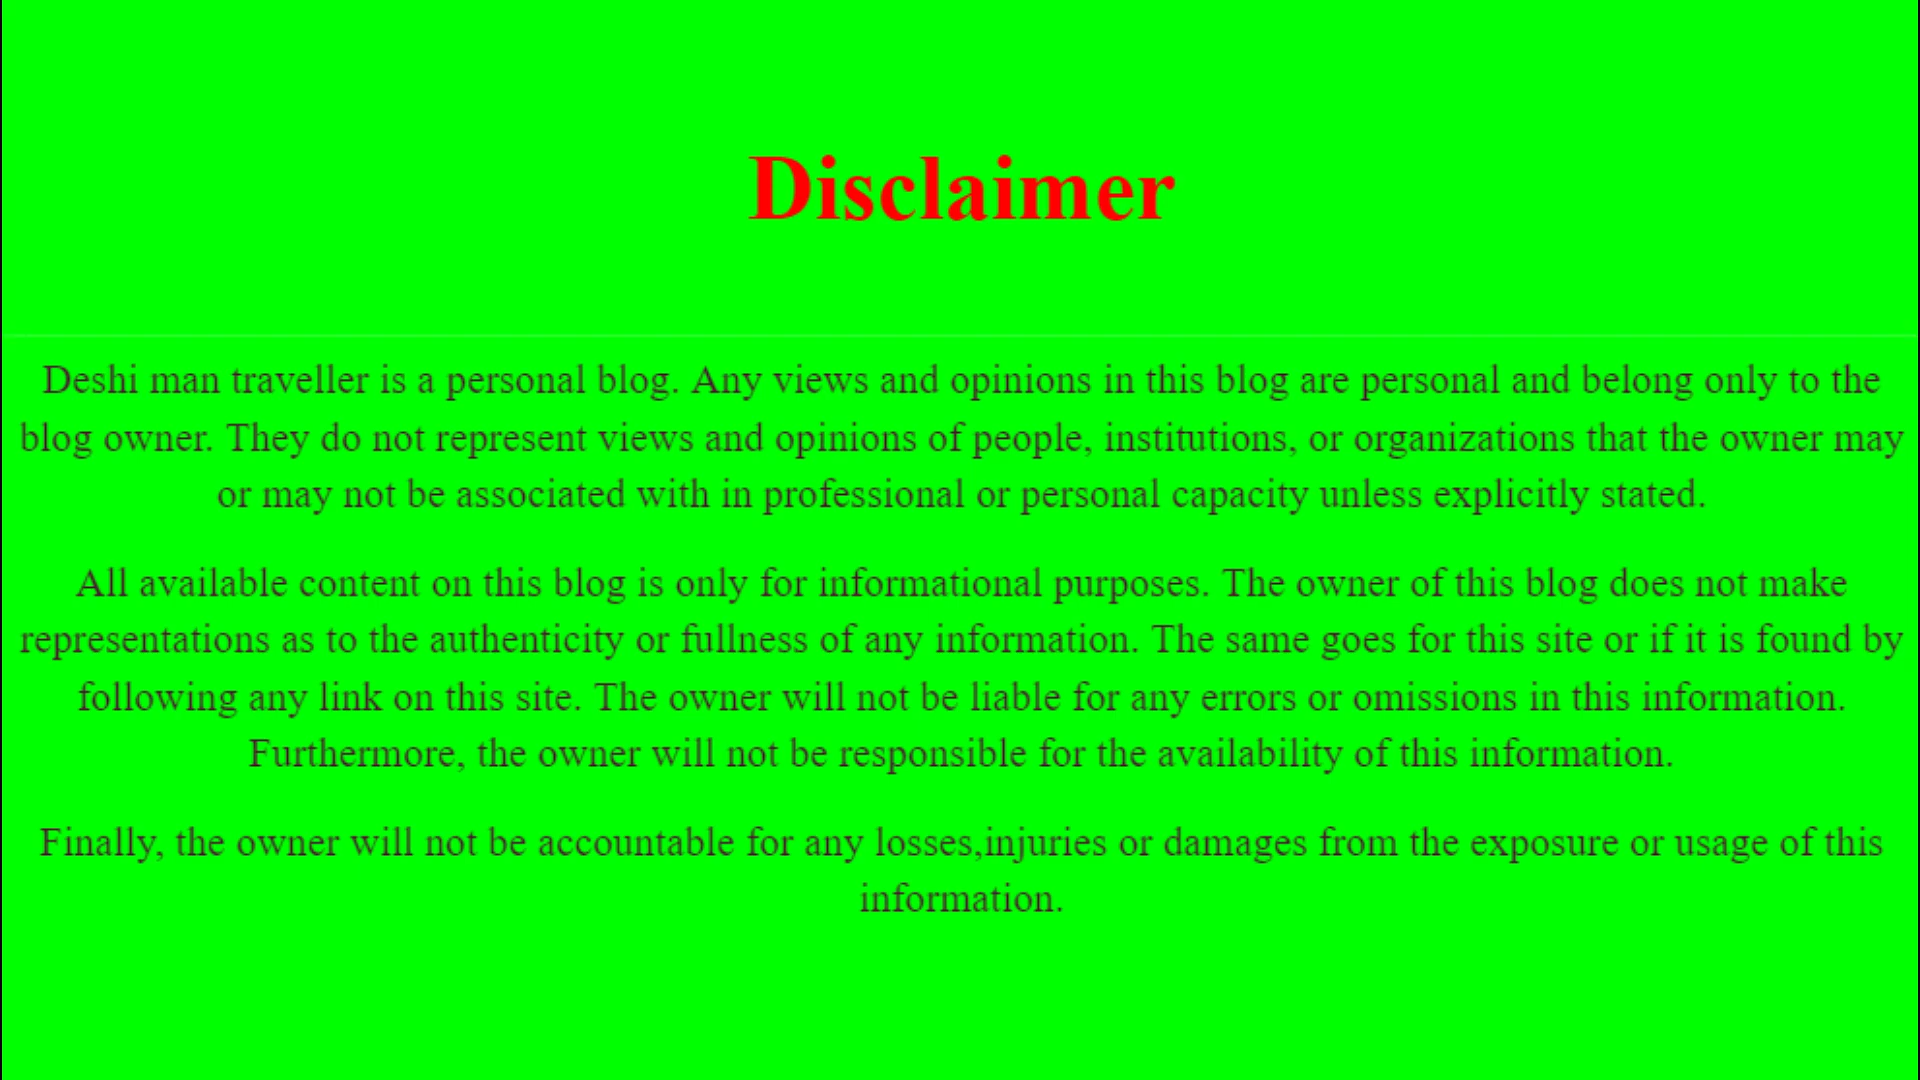 Disclaimer
Deshi man traveller is a personal blog. Any views and opinions in this blog are personal and belong only to the
blog owner. They do not represent views and opinions of people, institutions, or organizations that the owner may
or may not be associated with in professional or personal capacity unless explicitly stated.
All available content on this blog is only for informational purposes. The owner of this blog does not make
representations as to the authenticity or fullness of any information. The same goes for this site or if it is found by
following any link on this site. The owner will not be liable for any errors or omissions in this information.
Furthermore, the owner will not be responsible for the availability of this information.
Finally, the owner will not be accountable for any losses,injuries or damages from the exposure or usage of this
information.